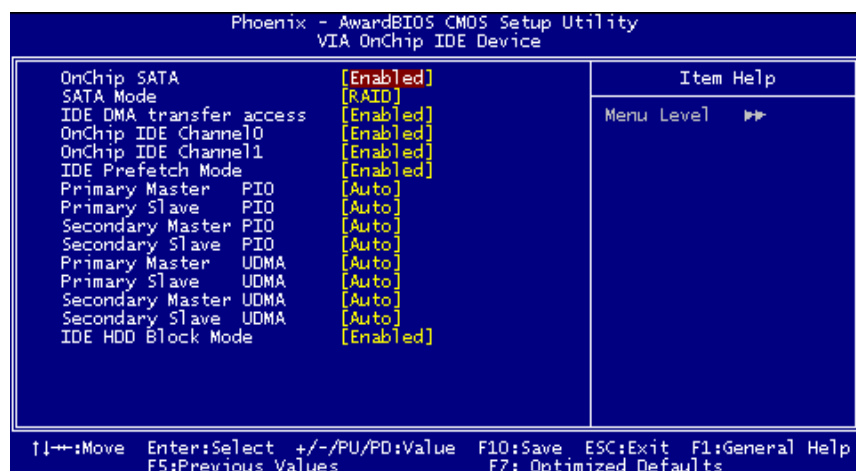 Phoenix - AwardBIOS CMOS Setup Utility
VIA OnChip IDE Device
OnChip SATA [Enabled]
SATA Mode [RAID]
IDE DMA transfer access [Enabled]
OnChip IDE Channel0 [Enabled]
OnChip IDE Channel1 [Enabled]
IDE Prefetch Mode [Enabled]
Primary Master PIO [Auto]
Primary Slave PIO [Auto]
Secondary Master PIO [Auto]
Secondary Slave PIO [Auto]
Primary Master UDMA [Auto]
Primary Slave UDMA [Auto]
Secondary Master UDMA [Auto]
Secondary Slave UDMA [Auto]
IDE HDD Block Mode [Enabled]
Item Help
Menu Level ▶▶
↑↓→←:Move Enter:Select +/-/PU/PD:Value F10:Save ESC:Exit F1:General Help
F5:Previous Values F7: Optimized Defaults